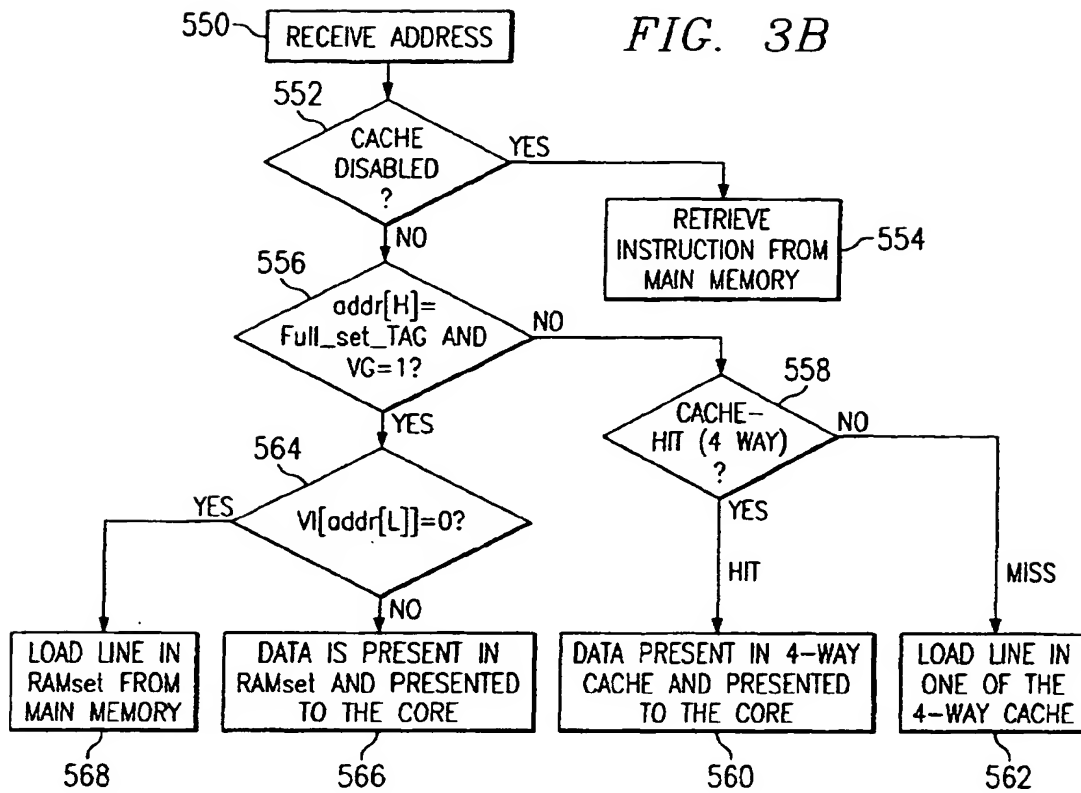 FIG. 3B
550
RECEIVE ADDRESS
552
CACHE
DISABLED
?
YES
NO
RETRIEVE
INSTRUCTION FROM
MAIN MEMORY
554
556
addr[H]=
Full_set_TAG AND
VG=1?
NO
YES
558
CACHE-
HIT (4 WAY)
?
NO
YES
HIT
MISS
564
VI[addr[L]]=0?
YES
NO
LOAD LINE IN
RAMset FROM
MAIN MEMORY
568
DATA IS PRESENT IN
RAMset AND PRESENTED
TO THE CORE
566
DATA PRESENT IN 4-WAY
CACHE AND PRESENTED
TO THE CORE
560
LOAD LINE IN
ONE OF THE
4-WAY CACHE
562